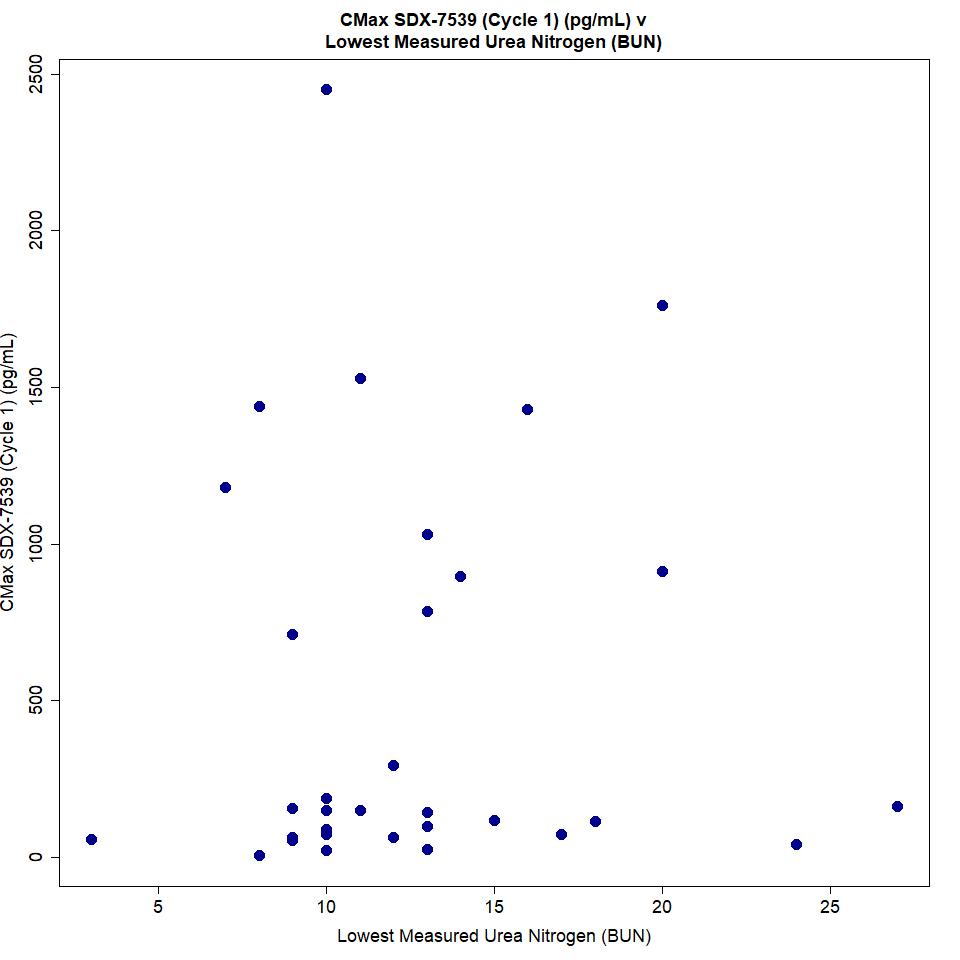 CMax SDX-7539 (Cycle 1) (pg/mL) v
Lowest Measured Urea Nitrogen (BUN)
CMax SDX-7539 (Cycle 1) (pg/mL)
2500
2000
1500
1000
500
0
5 10 15 20 25
Lowest Measured Urea Nitrogen (BUN)